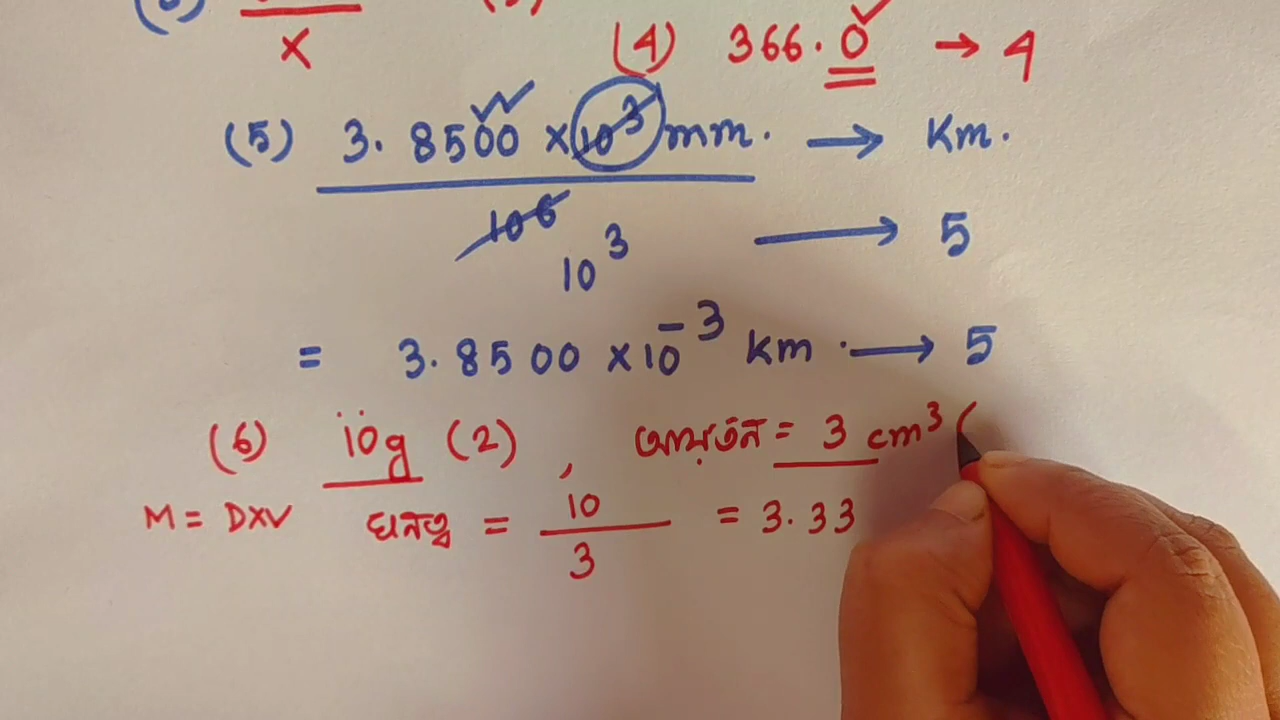 x
(4) 366.0 → 4
(5) 3.8500 x 10³ mm. → Km.
10⁶
10³ → 5
= 3.8500 x 10⁻³ Km. → 5
(6) 10g (2), আয়তন = 3 cm³ (
M = DxV ঘনত্ব = 10/3 = 3.33